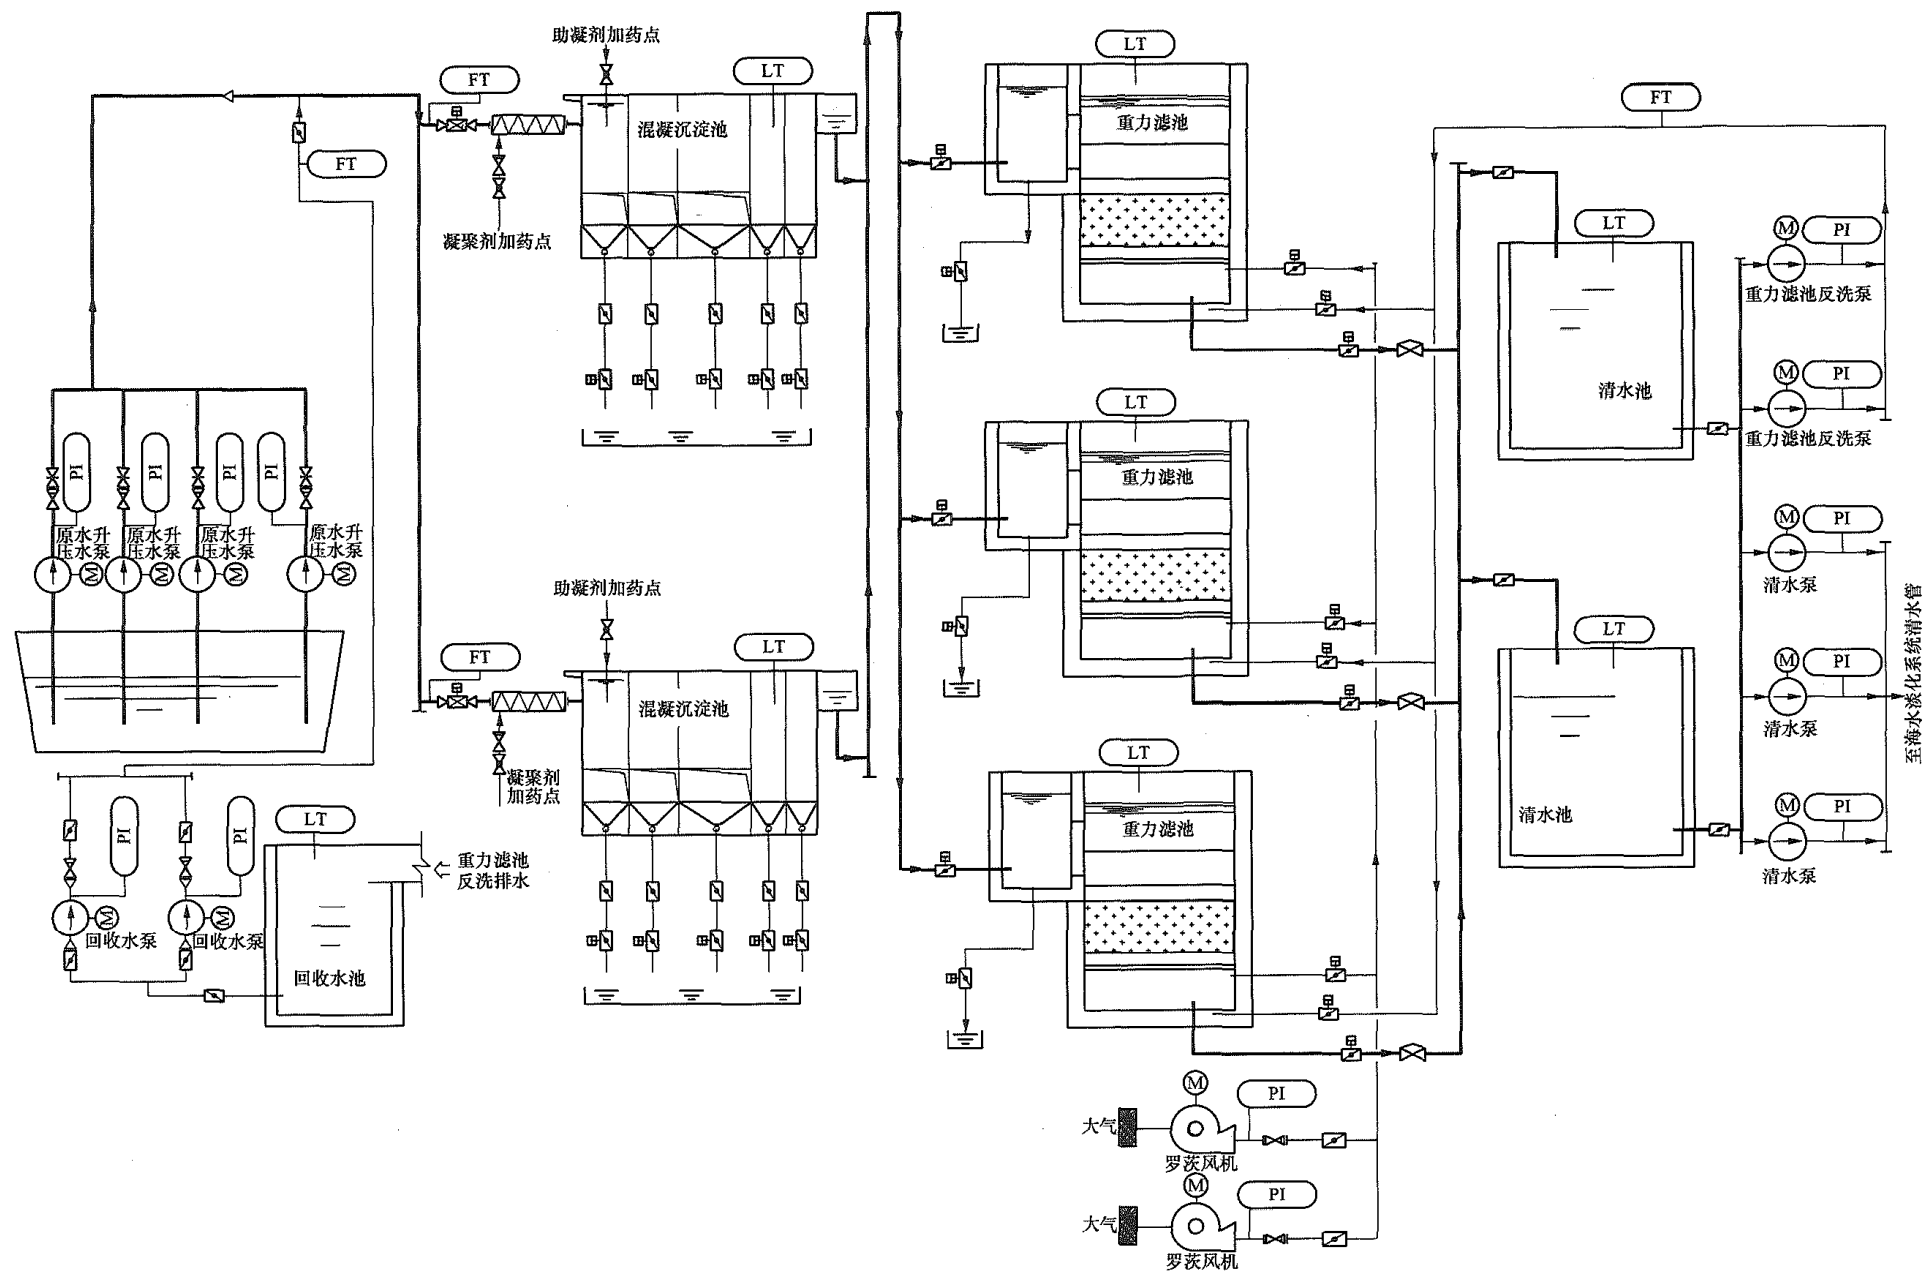 助凝剂加药点
FT
LT
混凝沉淀池
凝聚剂加药点
FT
LT
重力滤池
FT
LT
清水池
M
PI
重力滤池反洗泵
M
PI
重力滤池反洗泵
PI
PI
PI
PI
原水升
压水泵
原水升
压水泵
原水升
压水泵
原水升
压水泵
M
M
M
M
LT
重力滤池
M
PI
清水泵
助凝剂加药点
FT
LT
混凝沉淀池
凝聚剂
加药点
LT
清水池
M
PI
清水泵
M
PI
清水泵
至海水淡化系统清水管
LT
重力滤池
PI
PI
M
M
回收水泵
回收水泵
LT
重力滤池
反洗排水
回收水池
大气
M
PI
罗茨风机
大气
M
PI
罗茨风机